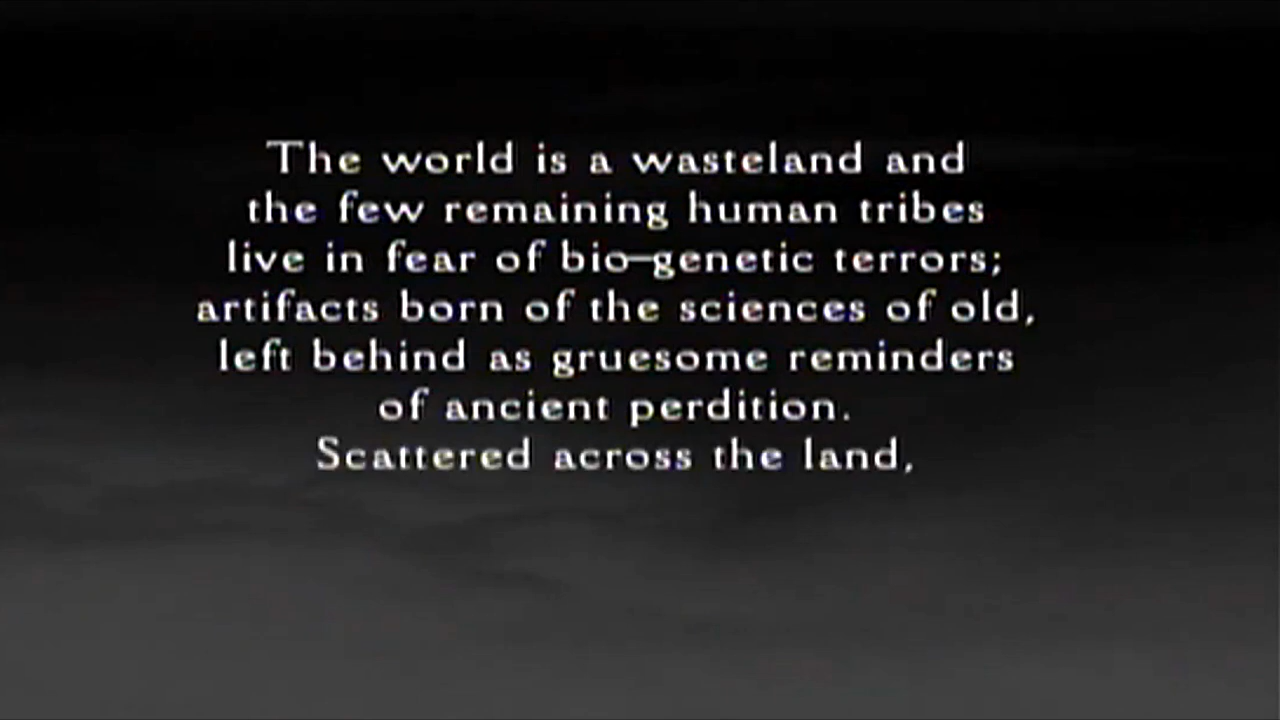 The world is a wasteland and
the few remaining human tribes
live in fear of bio-genetic terrors;
artifacts born of the sciences of old,
left behind as gruesome reminders
of ancient perdition.
Scattered across the land,